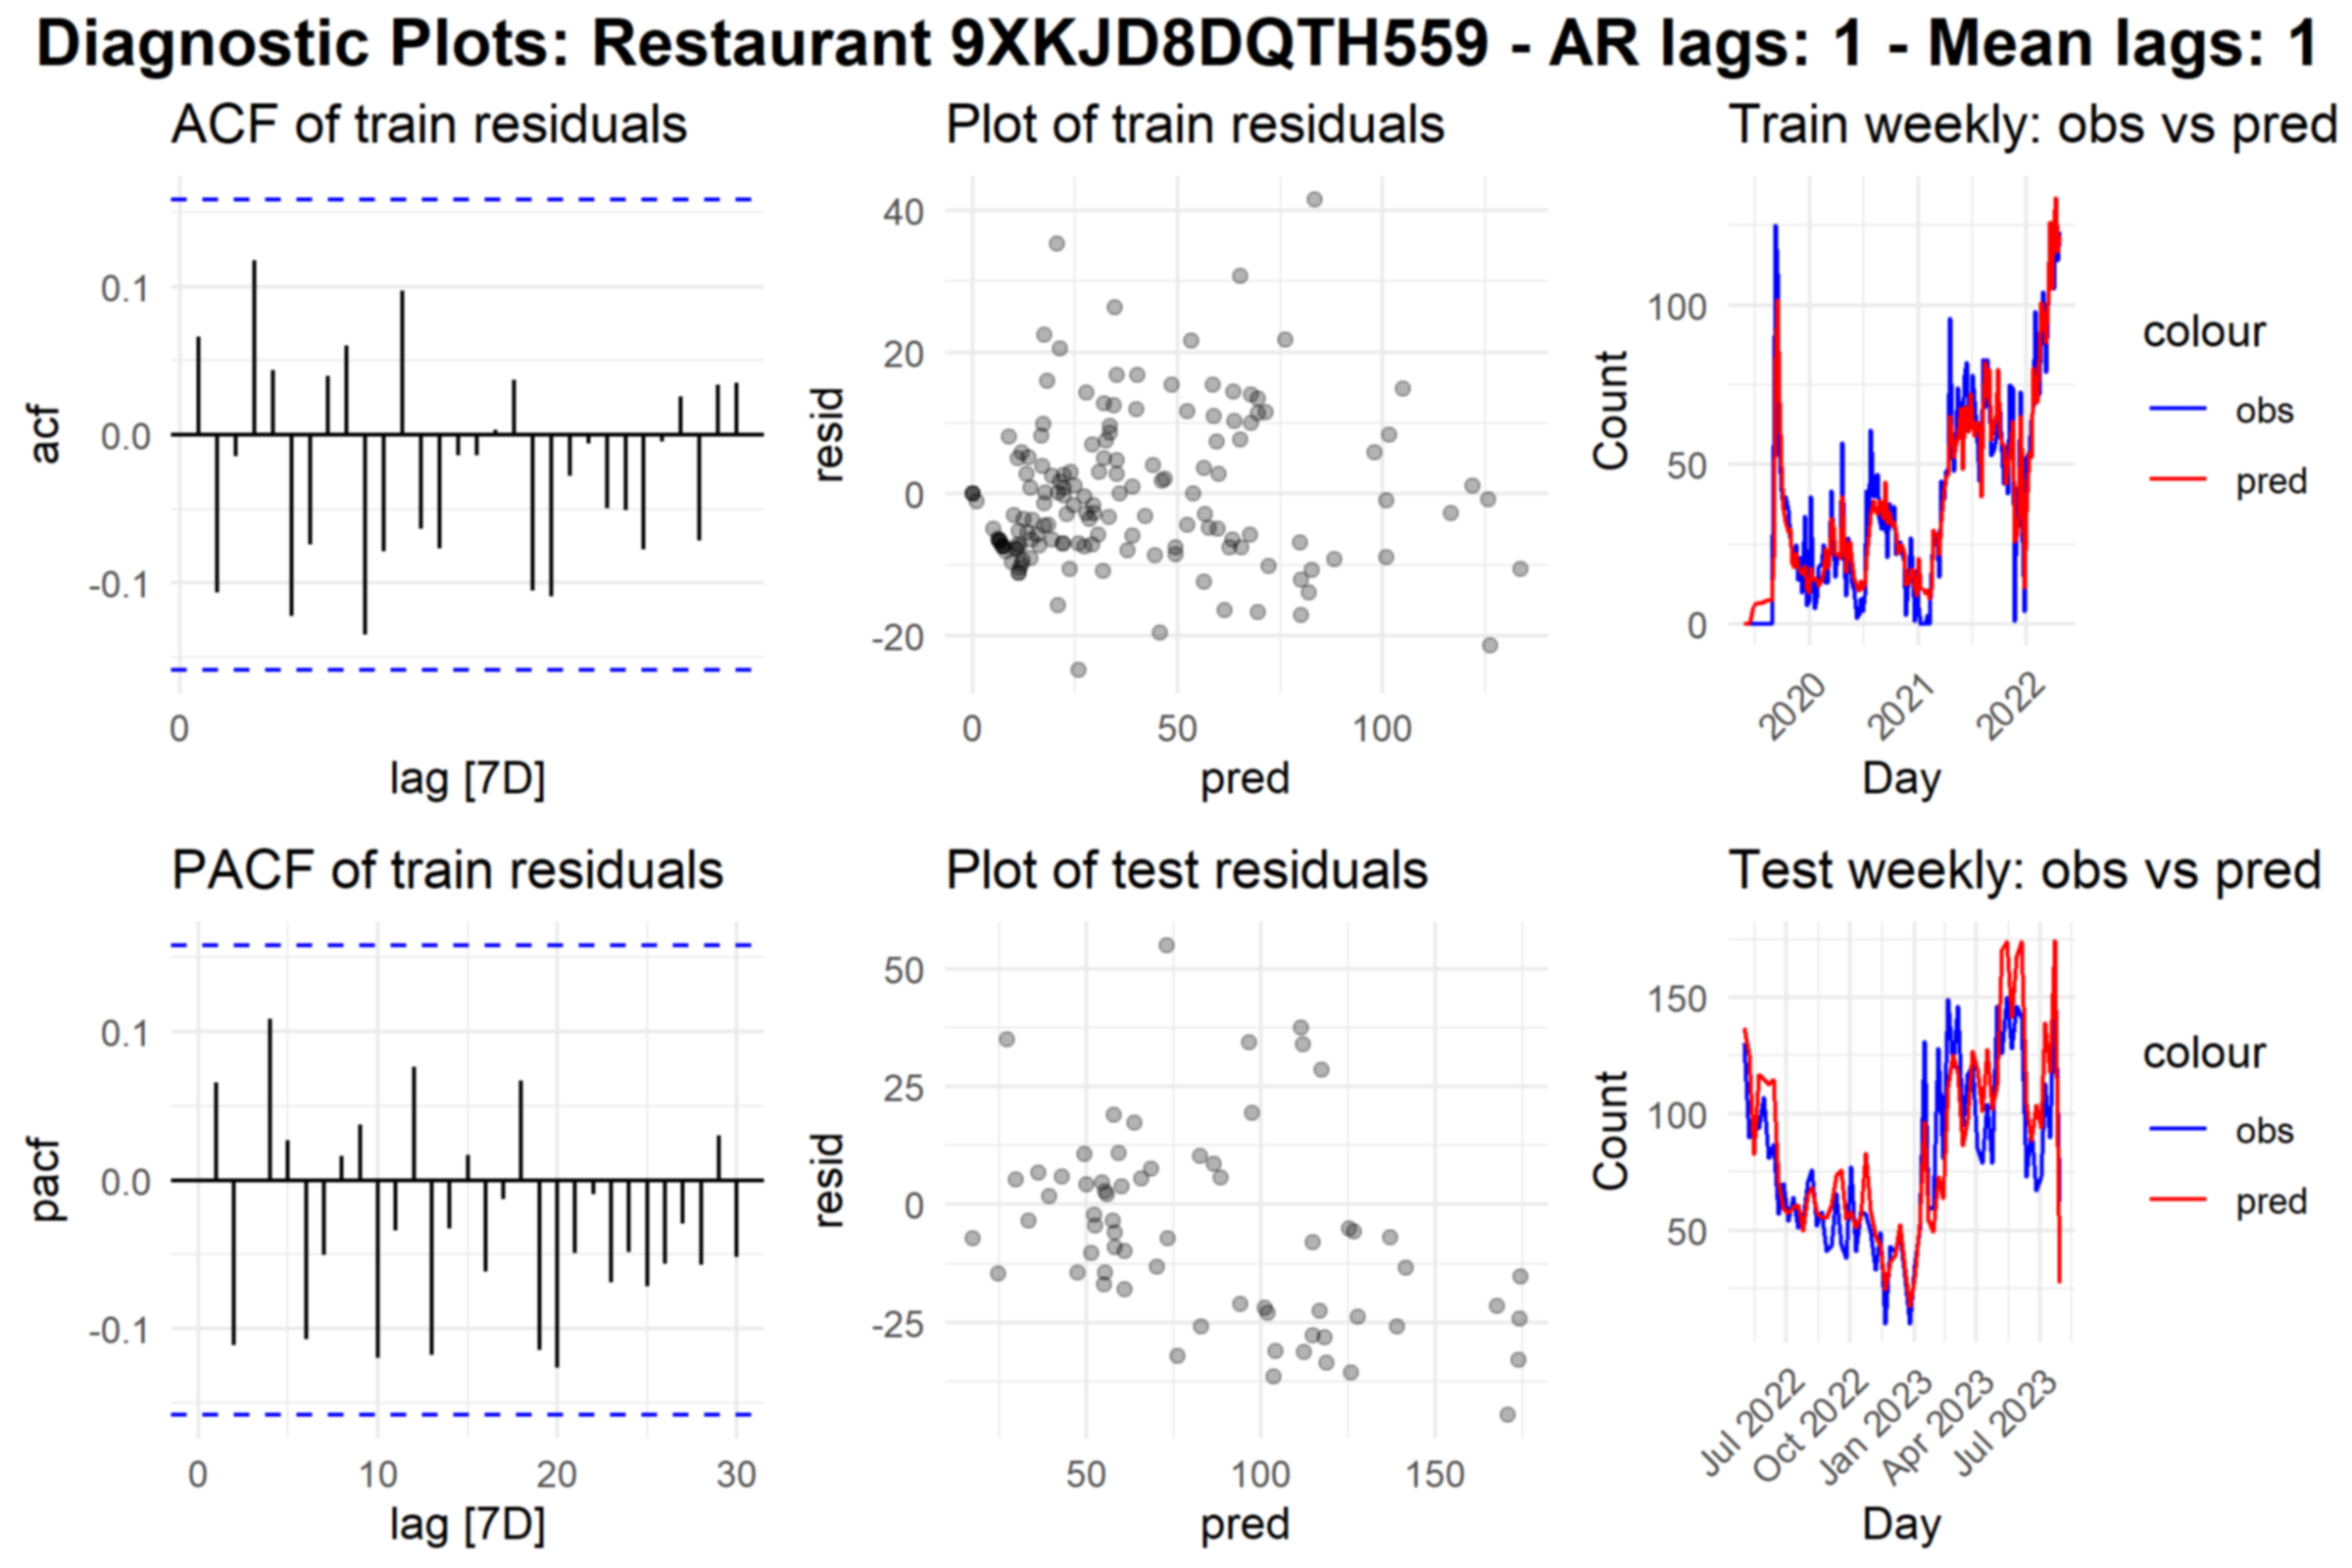 Diagnostic Plots: Restaurant 9XKJD8DQTH559 - AR lags: 1 - Mean lags: 1
ACF of train residuals
acf
0.1
0.0
-0.1
0
lag [7D]
Plot of train residuals
resid
40
20
0
-20
0 50 100
pred
Train weekly: obs vs pred
Count
100
50
0
2020 2021 2022
Day
colour
obs
pred
PACF of train residuals
pacf
0.1
0.0
-0.1
0 10 20 30
lag [7D]
Plot of test residuals
resid
50
25
0
-25
50 100 150
pred
Test weekly: obs vs pred
Count
150
100
50
Jul 2022 Oct 2022 Jan 2023 Apr 2023 Jul 2023
Day
colour
obs
pred